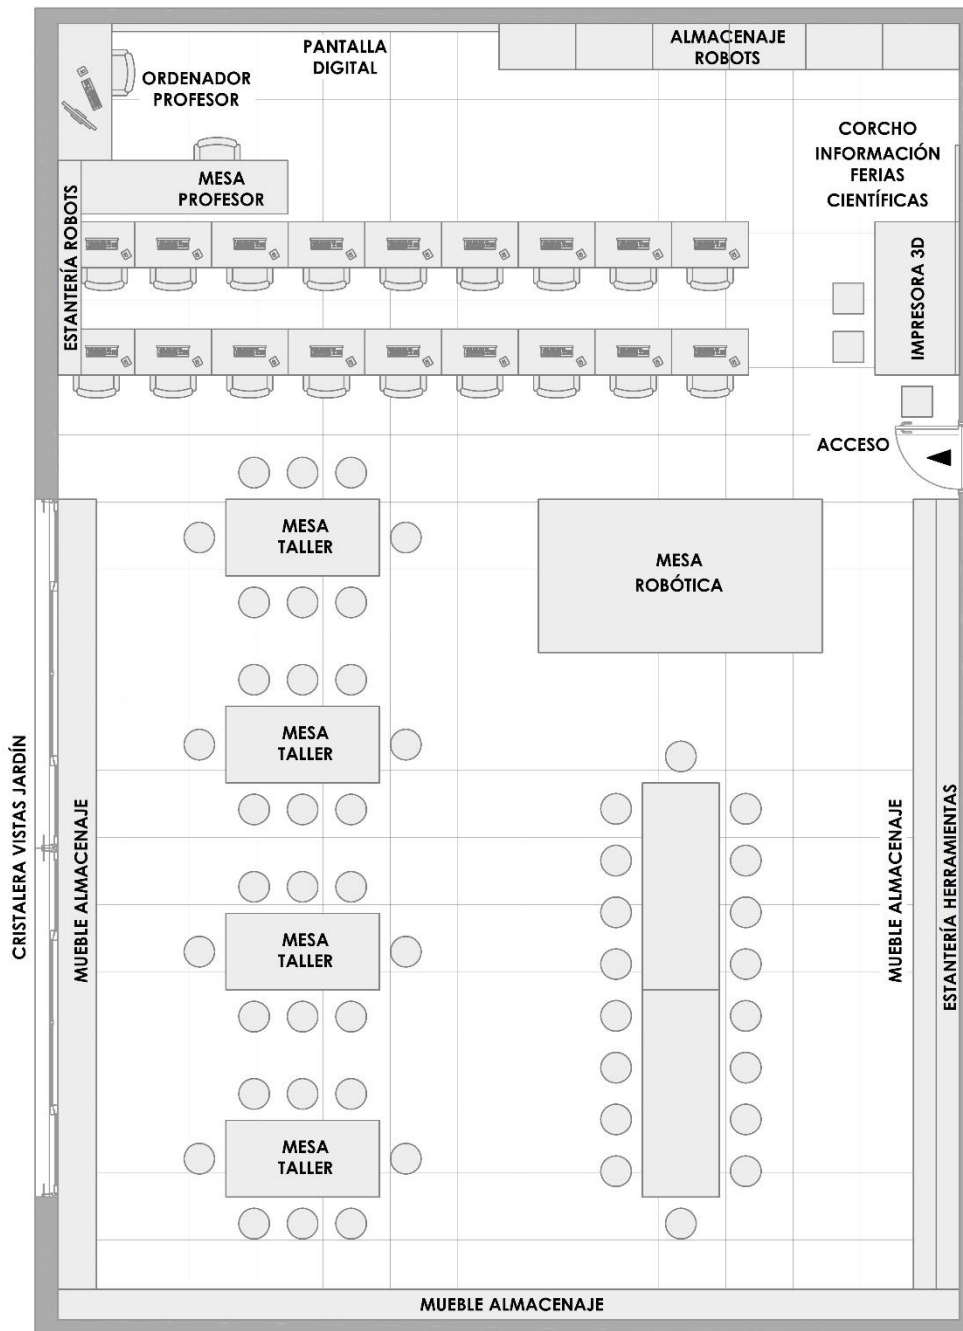 PANTALLA
DIGITAL
ALMACENAJE
ROBOTS
ORDENADOR
PROFESOR
CORCHO
INFORMACIÓN
FERIAS
CIENTÍFICAS
MESA
PROFESOR
ESTANTERÍA ROBOTS
IMPRESORA 3D
ACCESO
MESA
TALLER
MESA
ROBÓTICA
MESA
TALLER
CRISTALERA VISTAS JARDÍN
MUEBLE ALMACENAJE
MUEBLE ALMACENAJE
ESTANTERÍA HERRAMIENTAS
MESA
TALLER
MESA
TALLER
MUEBLE ALMACENAJE